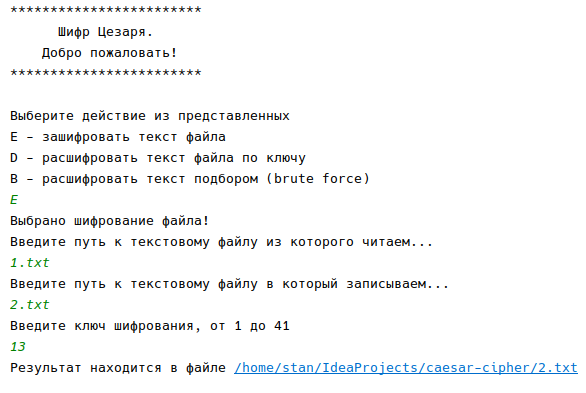 ************************
Шифр Цезаря.
Добро пожаловать!
************************
Выберите действие из представленных
E – зашифровать текст файла
D – расшифровать текст файла по ключу
B – расшифровать текст подбором (brute force)
E
Выбрано шифрование файла!
Введите путь к текстовому файлу из которого читаем...
1.txt
Введите путь к текстовому файлу в который записываем...
2.txt
Введите ключ шифрования, от 1 до 41
13
Результат находится в файле /home/stan/IdeaProjects/caesar-cipher/2.txt